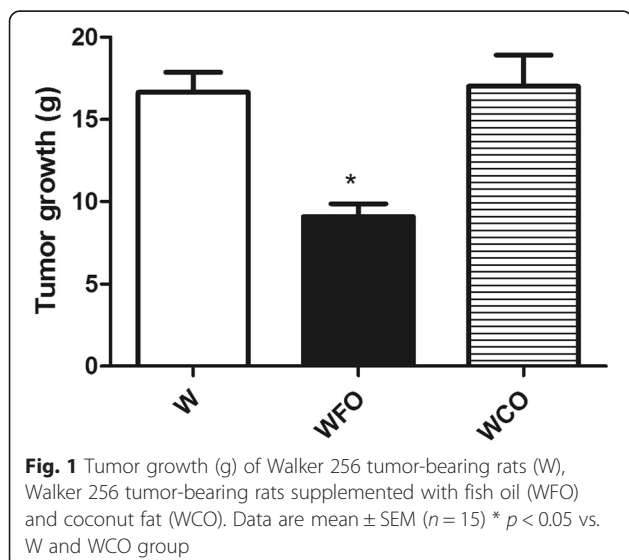 20
15
10
5
0
Tumor growth (g)
*
W
WFO
WCO
Fig. 1 Tumor growth (g) of Walker 256 tumor-bearing rats (W),
Walker 256 tumor-bearing rats supplemented with fish oil (WFO)
and coconut fat (WCO). Data are mean ± SEM (n = 15) * p < 0.05 vs.
W and WCO group